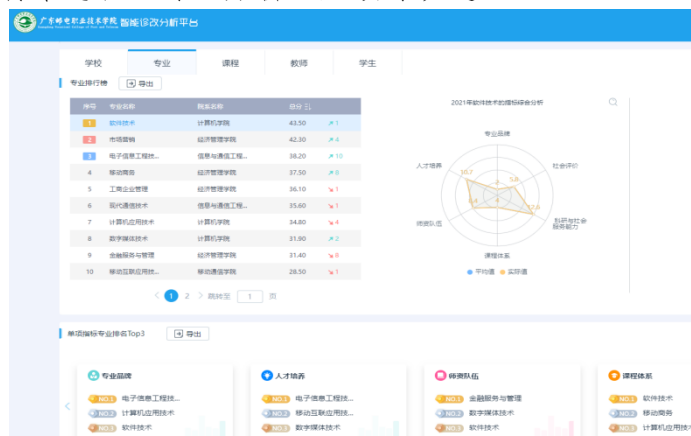 广东邮电职业技术学院 智能诊改分析平台
学校 专业 课程 教师 学生
专业排行榜 导出
序号 专业名称 院系名称 总分
1 软件技术 计算机学院 43.50 1
2 市场营销 经济管理学院 42.30 4
3 电子信息工程技... 信息与通信工程... 38.20 10
4 移动商务 经济管理学院 37.50 8
5 工商企业管理 经济管理学院 36.10 1
6 现代通信技术 信息与通信工程... 35.60 1
7 计算机应用技术 计算机学院 34.80 4
8 数字媒体技术 计算机学院 31.90 2
9 金融服务与管理 经济管理学院 31.40 8
10 移动互联应用技... 移动通信学院 28.50 1
1 2 跳转至 1 页
2021年软件技术的指标综合分析
专业品牌
人才培养
社会评价
师资队伍
科研与社会
服务能力
课程体系
平均值 实际值
单项指标专业排名Top3 导出
专业品牌
电子信息工程技...
NO.2 计算机应用技术
NO.3 软件技术
人才培养
电子信息工程技...
NO.2 移动互联应用技...
NO.3 数字媒体技术
师资队伍
金融服务与管理
NO.2 数字媒体技术
NO.3 软件技术
课程体系
软件技术
NO.2 移动商务
NO.3 计算机应用技